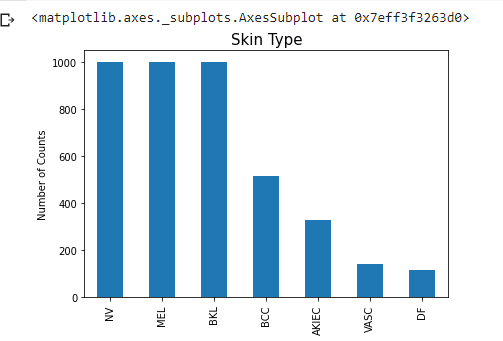 <matplotlib.axes._subplots.AxesSubplot at 0x7eff3f3263d0>
Skin Type
Number of Counts
1000
800
600
400
200
0
NV
MEL
BKL
BCC
AKIEC
VASC
DF